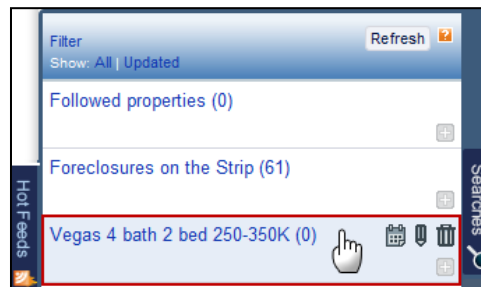 Filter
Refresh ?
Show: All | Updated
Followed properties (0)
Foreclosures on the Strip (61)
Vegas 4 bath 2 bed 250-350K (0)
Hot Feeds
Searches